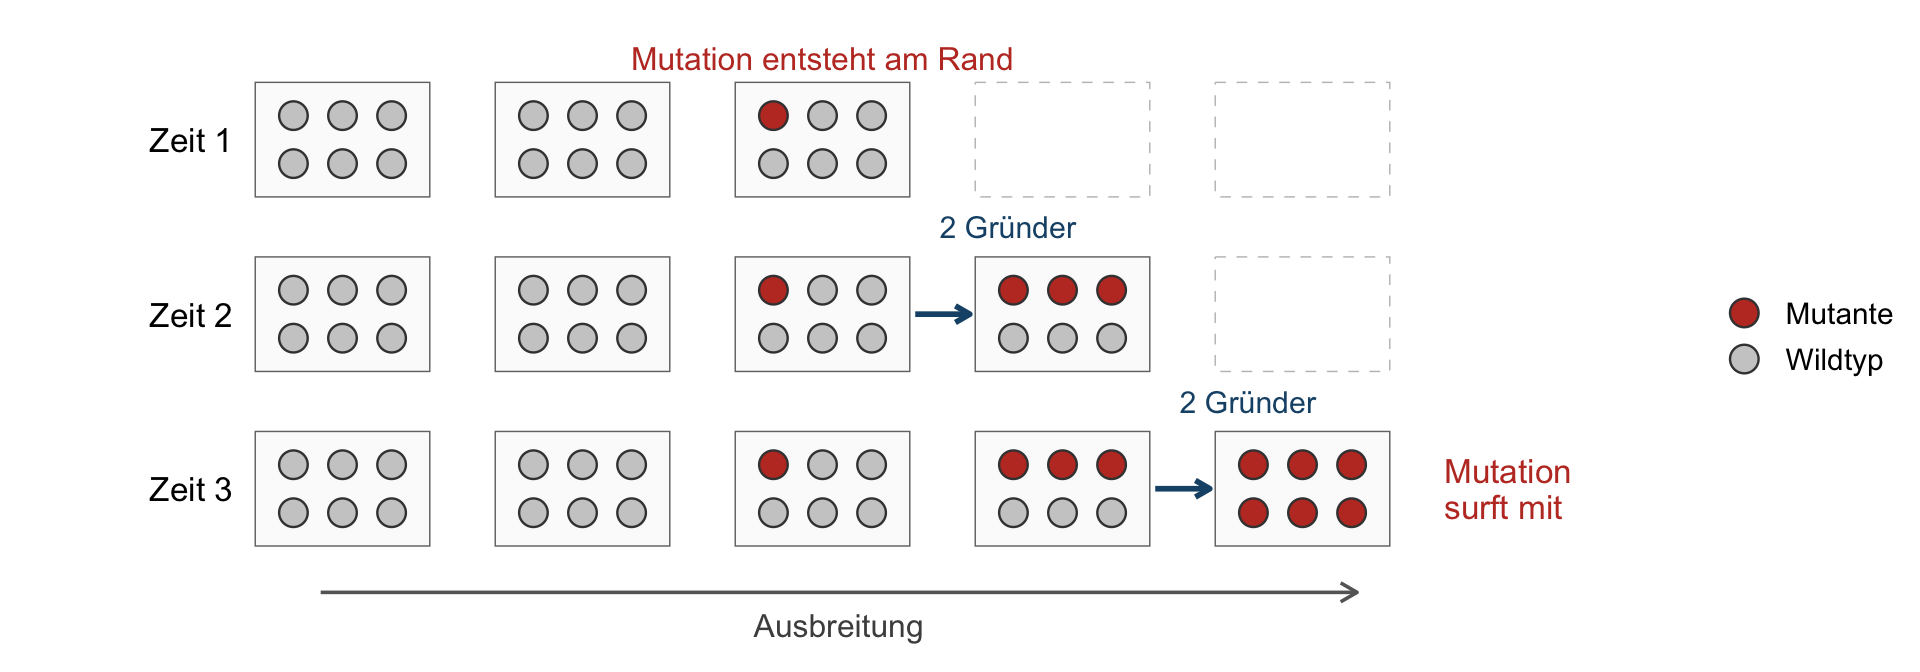 Mutation entsteht am Rand
Zeit 1
2 Gründer
Zeit 2
2 Gründer
Zeit 3
Mutation
surft mit
Ausbreitung
Mutante
Wildtyp